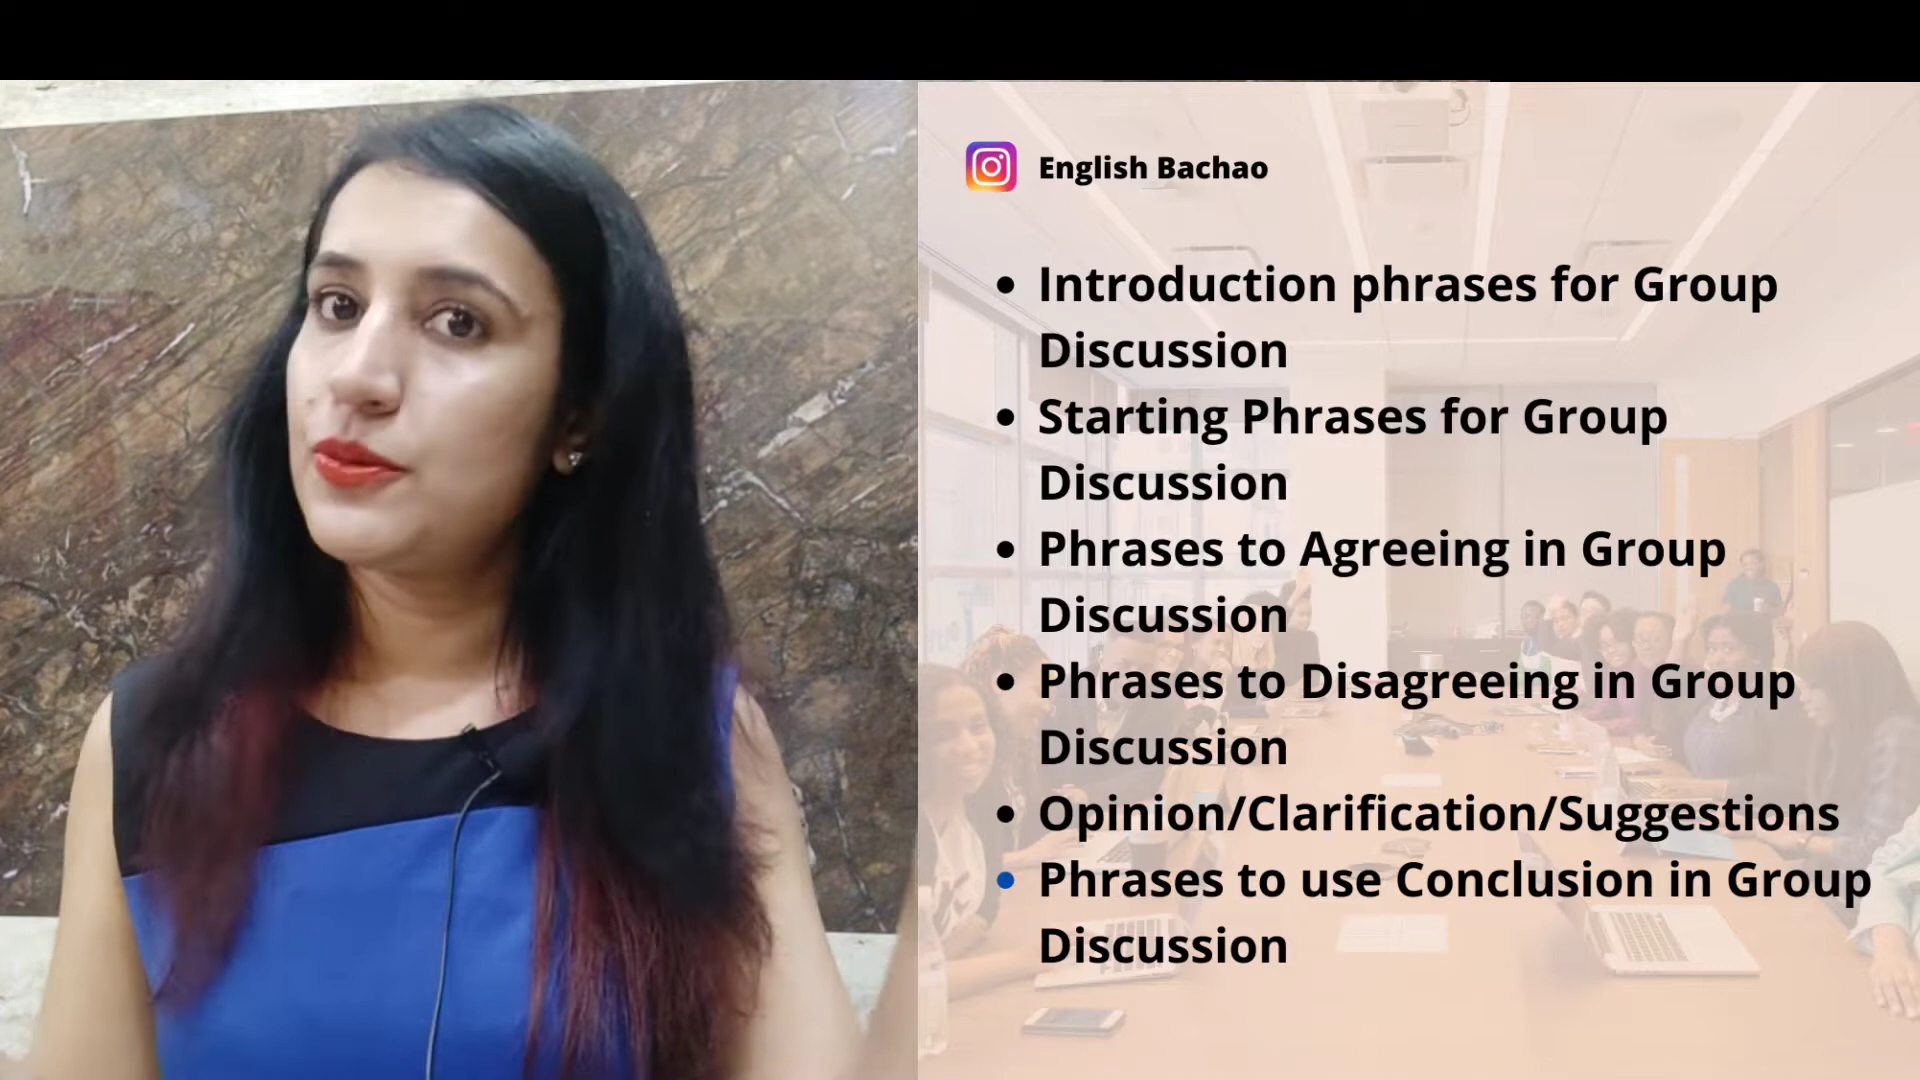 English Bachao
• Introduction phrases for Group
Discussion
• Starting Phrases for Group
Discussion
• Phrases to Agreeing in Group
Discussion
• Phrases to Disagreeing in Group
Discussion
• Opinion/Clarification/Suggestions
• Phrases to use Conclusion in Group
Discussion